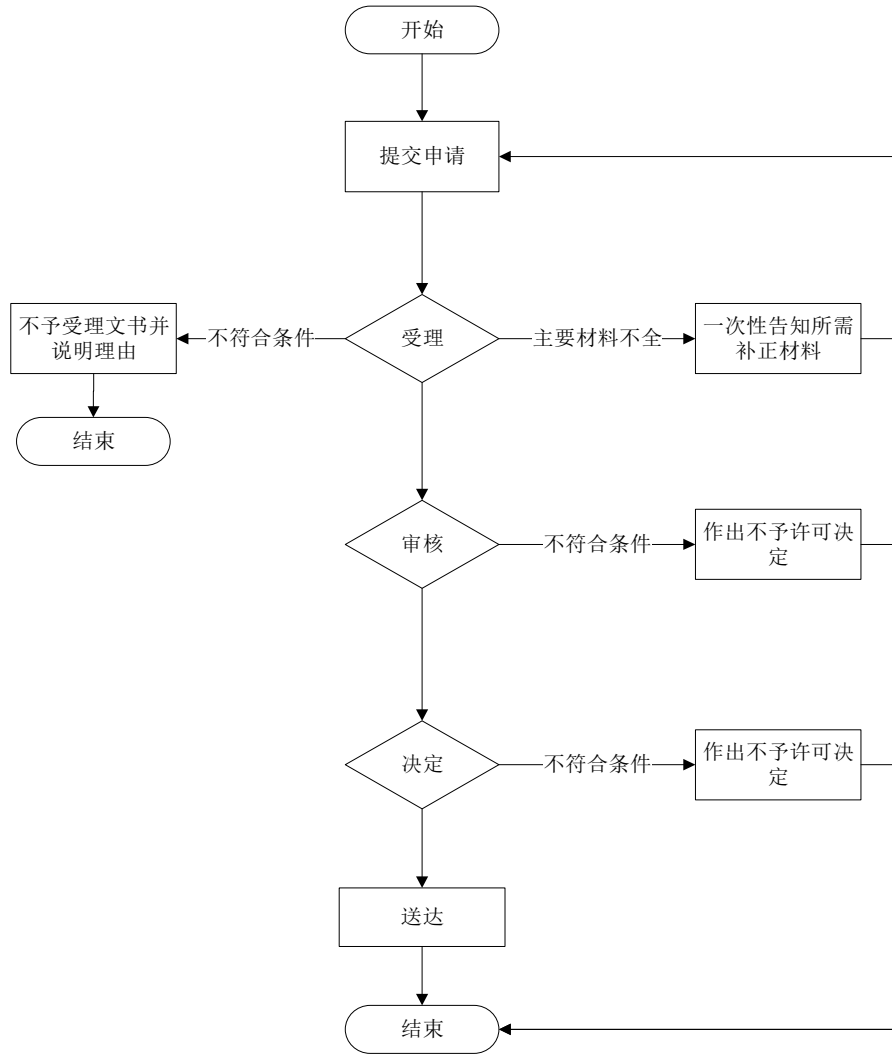 开始
提交申请
不予受理文书并
说明理由
不符合条件
受理
主要材料不全
一次性告知所需
补正材料
结束
审核
不符合条件
作出不予许可决
定
决定
不符合条件
作出不予许可决
定
送达
结束